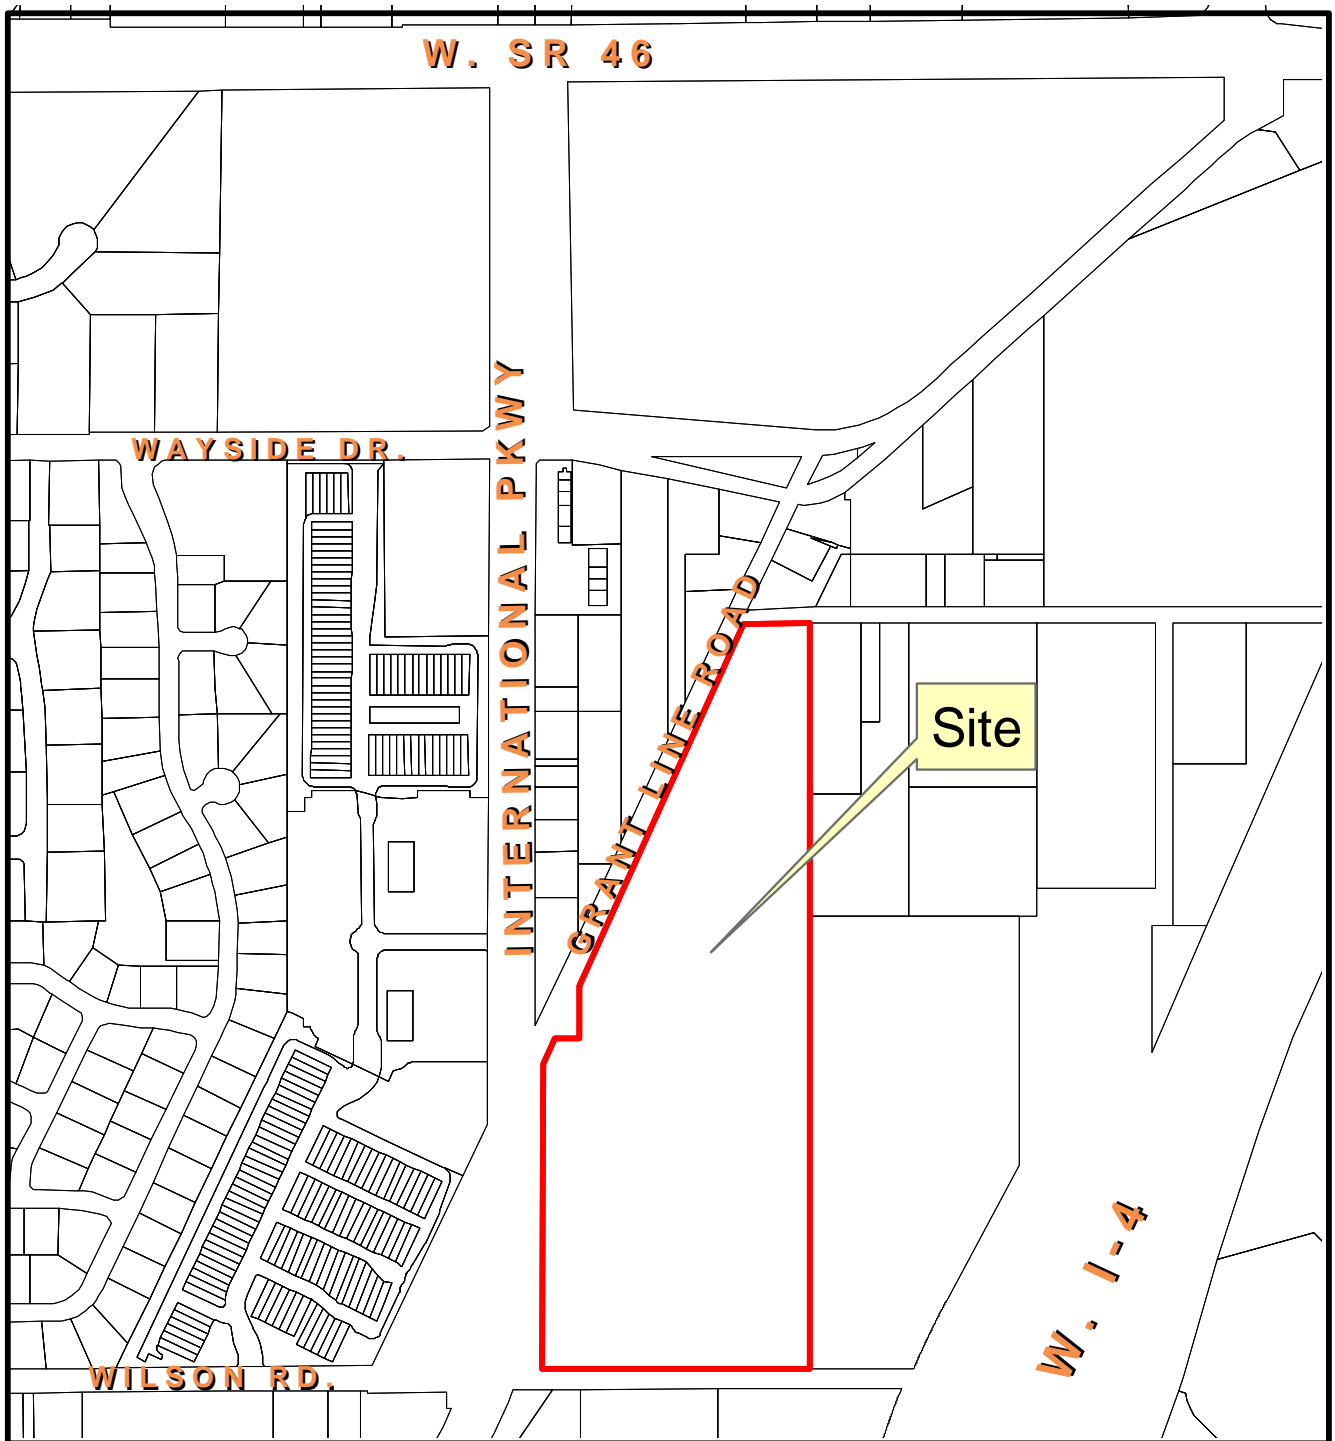 W. SR 46
WAYSIDE DR.
INTERNATIONAL PKWY
GRANT LINE ROAD
Site
W. I-4
WILSON RD.